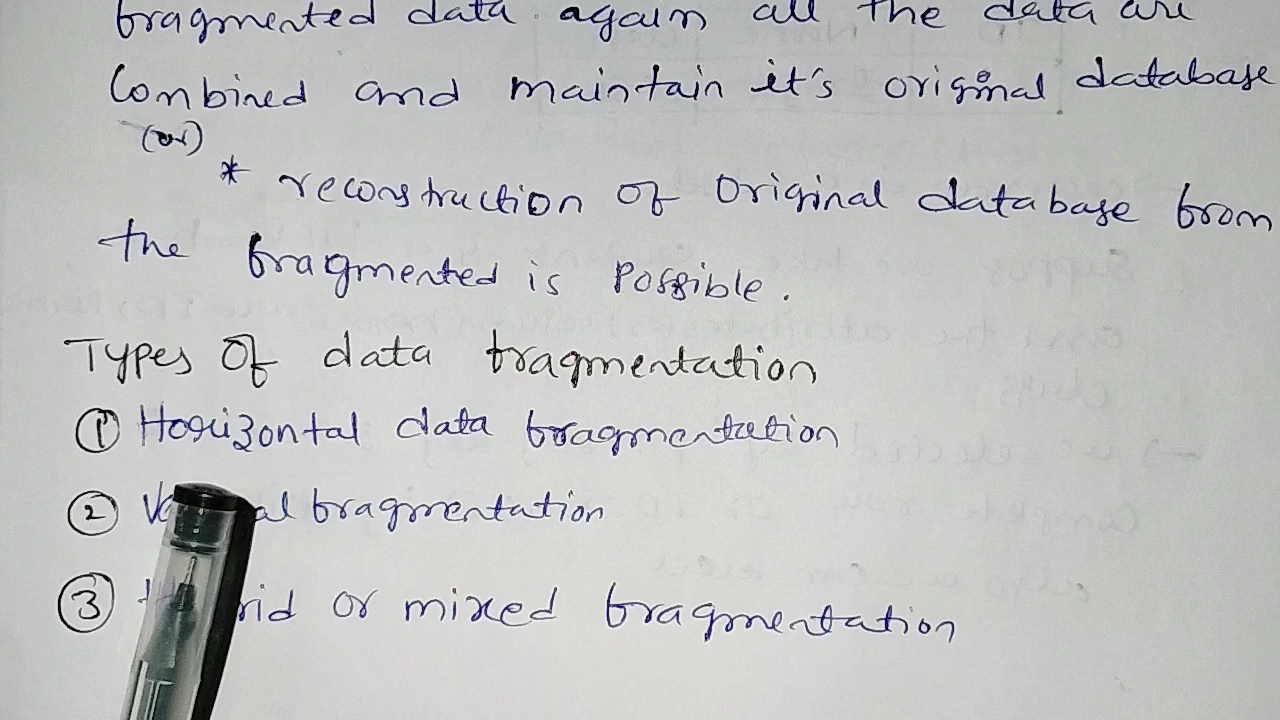 fragmented data again all the data are
Combined and maintain it's original database
(or)
* reconstruction of Original database from
the fragmented is Possible.
Types Of data fragmentation
① Horizontal data fragmentation
② fragmentation
③ or mixed fragmentation